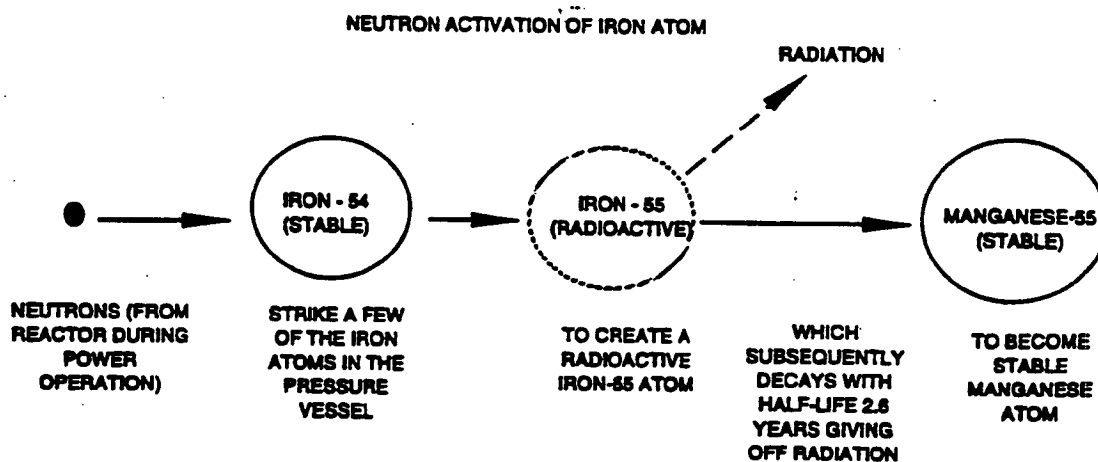 NEUTRON ACTIVATION OF IRON ATOM
RADIATION
IRON - 54
(STABLE)
IRON - 55
(RADIOACTIVE)
MANGANESE-55
(STABLE)
NEUTRONS (FROM
REACTOR DURING
POWER
OPERATION)
STRIKE A FEW
OF THE IRON
ATOMS IN THE
PRESSURE
VESSEL
TO CREATE A
RADIOACTIVE
IRON-55 ATOM
WHICH
SUBSEQUENTLY
DECAYS WITH
HALF-LIFE 2.6
YEARS GIVING
OFF RADIATION
TO BECOME
STABLE
MANGANESE
ATOM